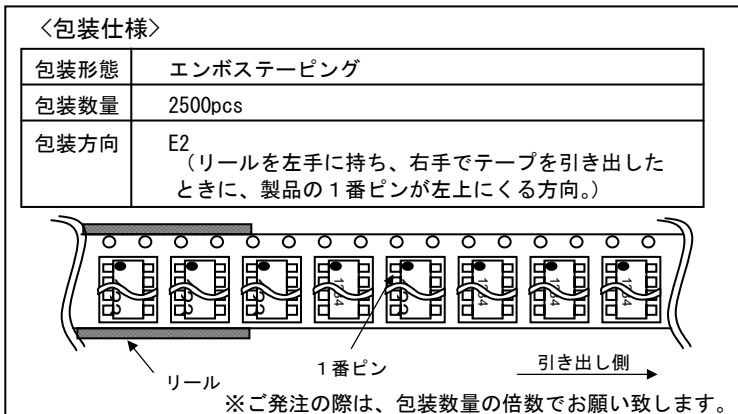 〈包装仕様〉
包装形態 エンボステーピング
包装数量 2500pcs
包装方向 E2
（リールを左手に持ち、右手でテープを引き出した
ときに、製品の１番ピンが左上にくる方向。）
1234 1234 1234
リール
１番ピン
引き出し側
※ご発注の際は、包装数量の倍数でお願い致します。